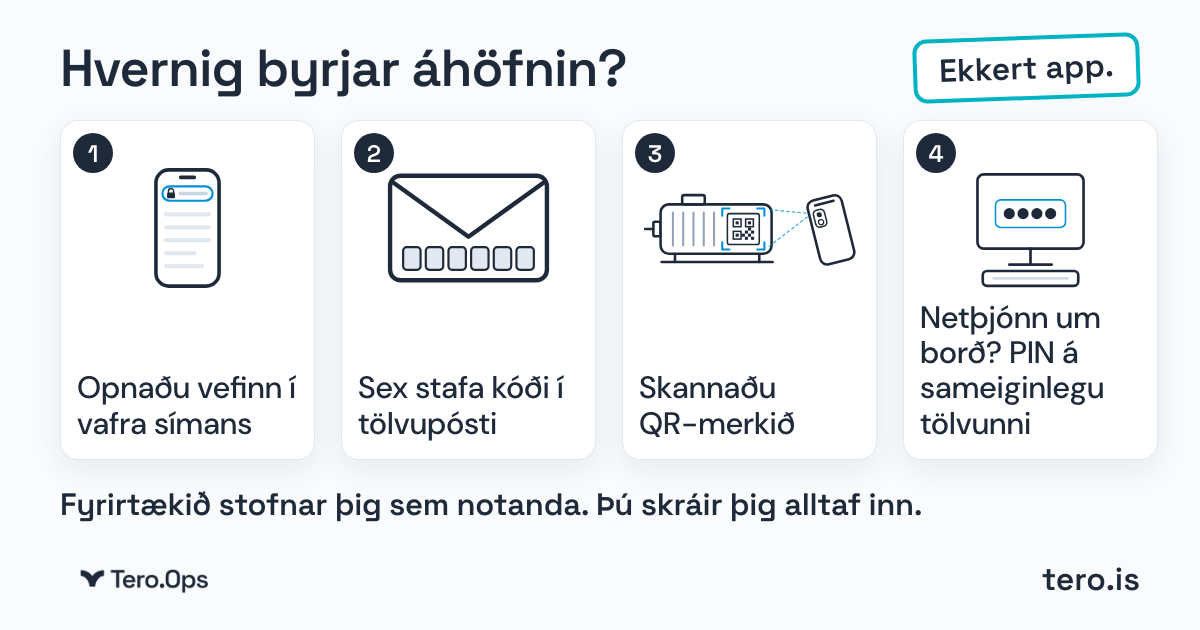 Hvernig byrjar áhöfnin?
Ekkert app.
1
Opnaðu vefinn í
vafra símans
2
Sex stafa kóði í
tölvupósti
3
Skannaðu
QR-merkið
4
Netþjónn um
borð? PIN á
sameiginlegu
tölvunni
Fyrirtækið stofnar þig sem notanda. Þú skráir þig alltaf inn.
Tero.Ops
tero.is